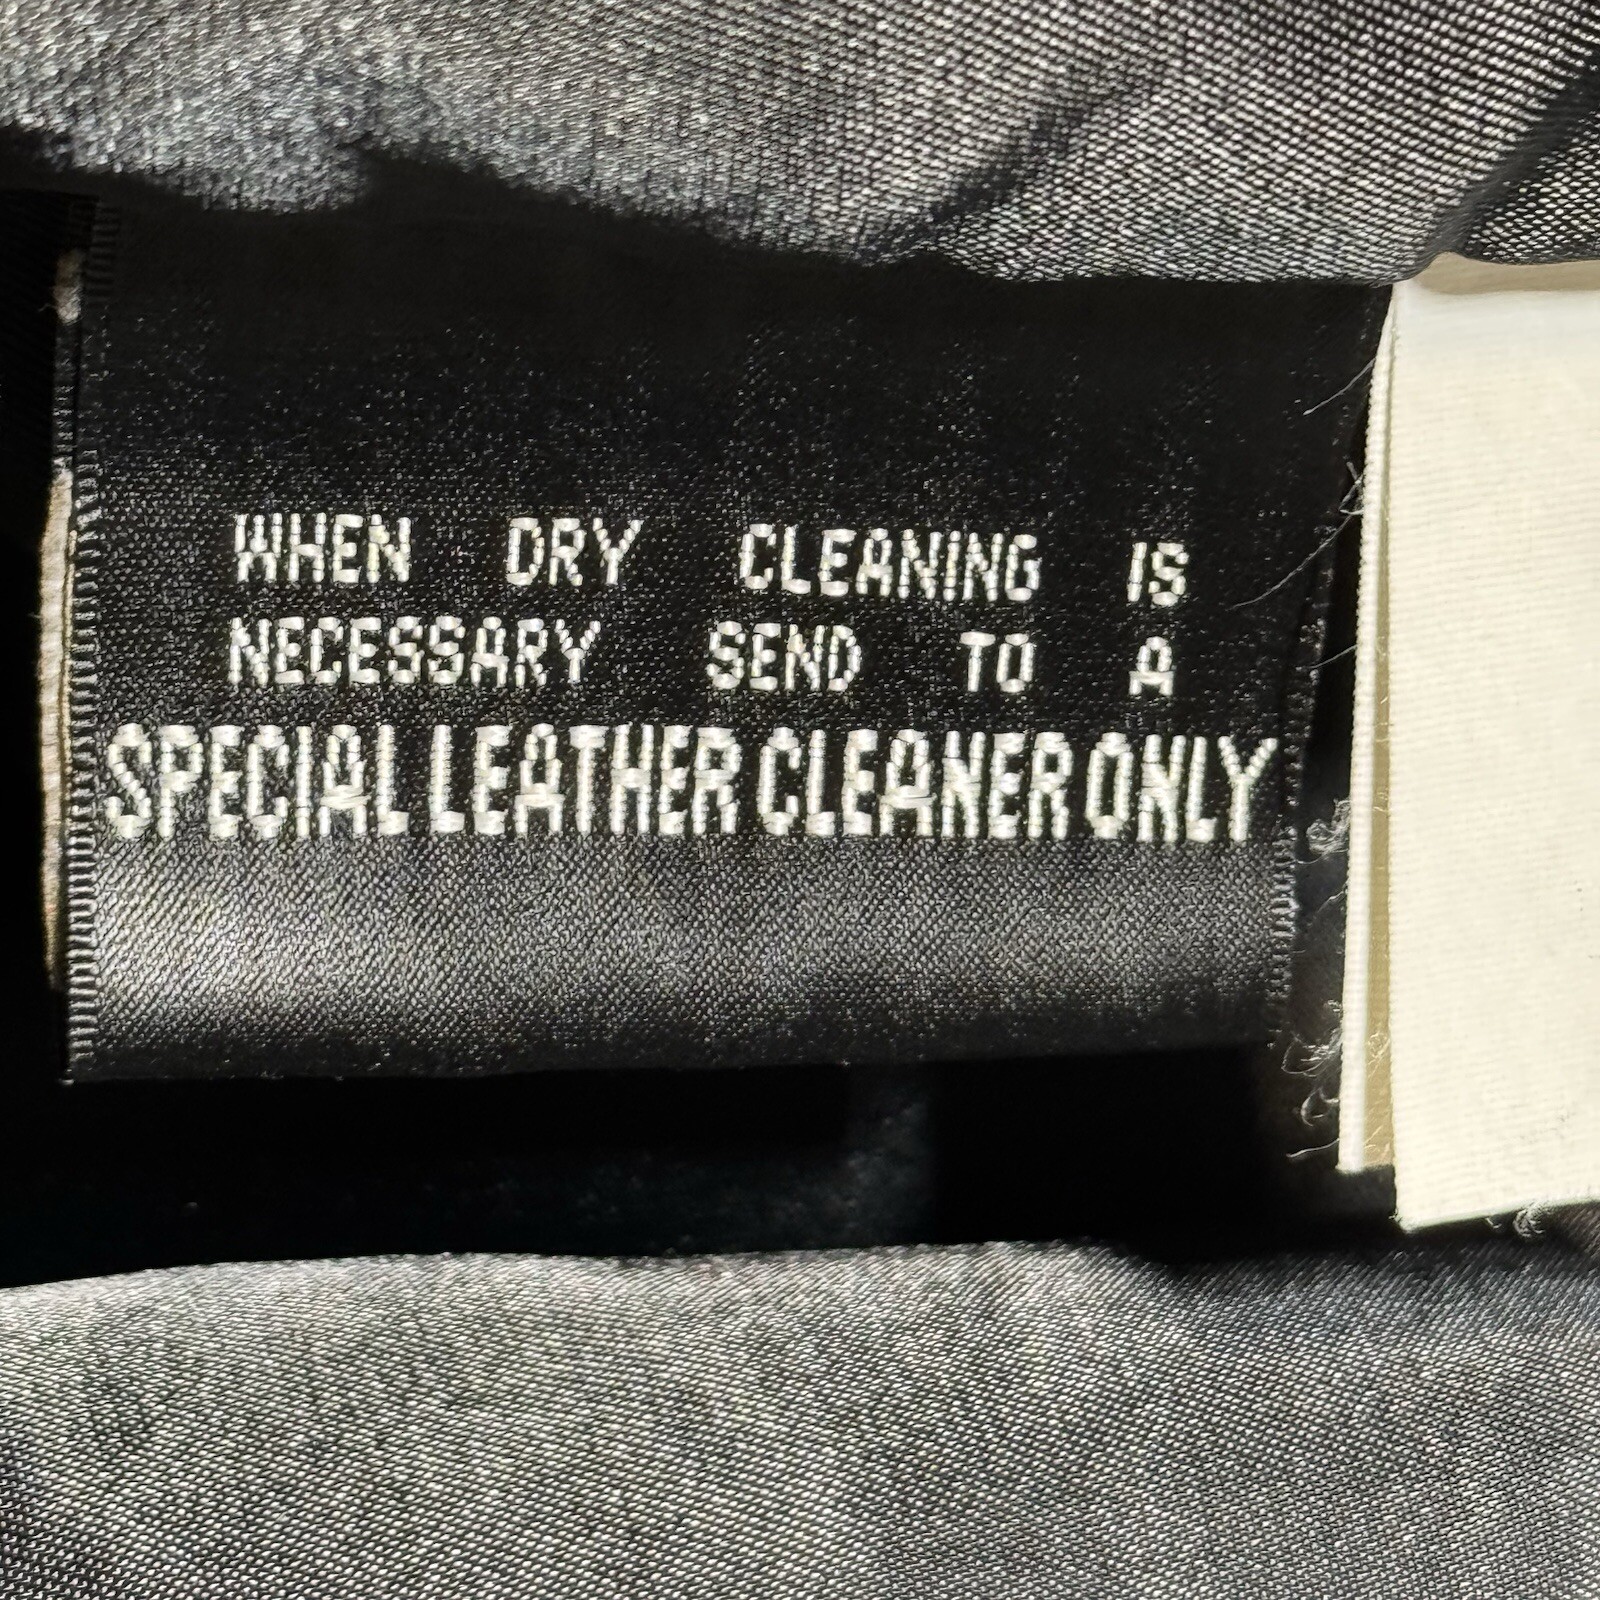 WHEN DRY CLEANING IS
NECESSARY SEND TO A
SPECIAL LEATHER CLEANER ONLY